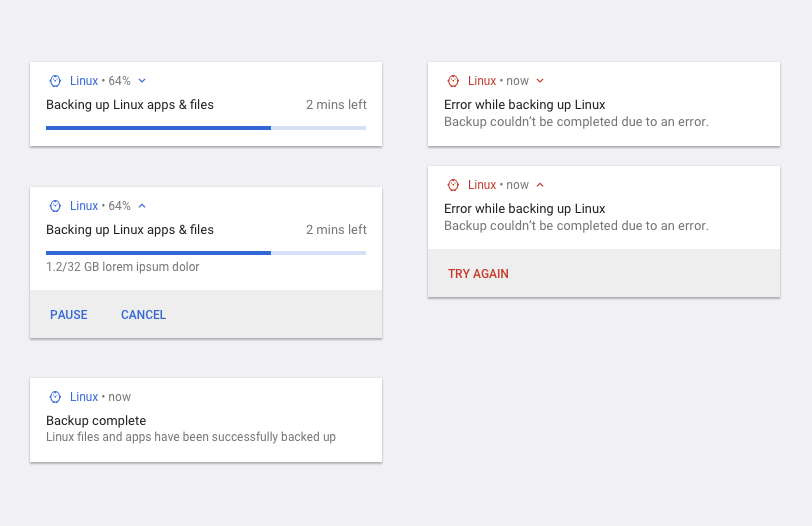 Linux • 64%
Backing up Linux apps & files 2 mins left
Linux • 64%
Backing up Linux apps & files 2 mins left
1.2/32 GB lorem ipsum dolor
PAUSE CANCEL
Linux • now
Backup complete
Linux files and apps have been successfully backed up
Linux • now
Error while backing up Linux
Backup couldn’t be completed due to an error.
Linux • now
Error while backing up Linux
Backup couldn’t be completed due to an error.
TRY AGAIN